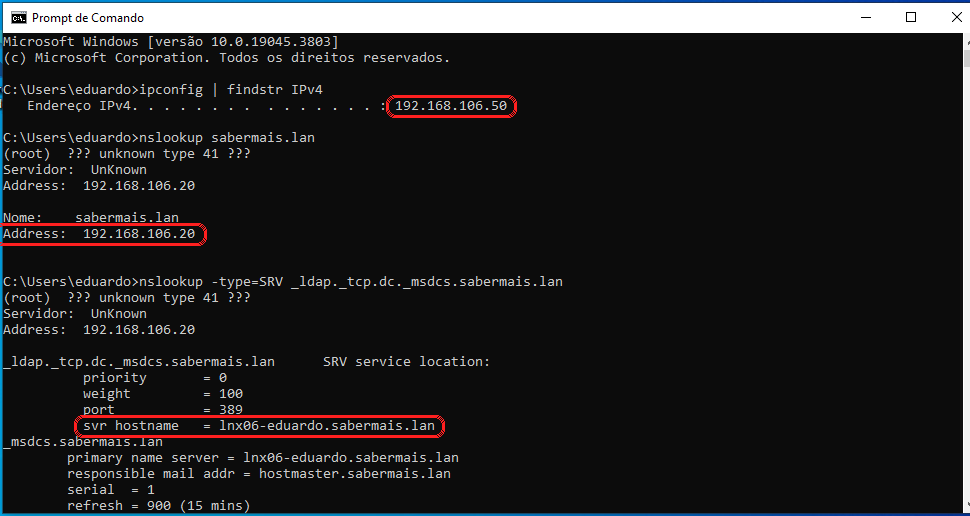 Prompt de Comando
Microsoft Windows [versão 10.0.19045.3803]
(c) Microsoft Corporation. Todos os direitos reservados.
C:\Users\eduardo>ipconfig | findstr IPv4
   Endereço IPv4. . . . . . . . . . . . . . . . : 192.168.106.50
C:\Users\eduardo>nslookup sabermais.lan
(root)  ??? unknown type 41 ???
Servidor:  UnKnown
Address:  192.168.106.20
Nome:    sabermais.lan
Address:  192.168.106.20
C:\Users\eduardo>nslookup -type=SRV _ldap._tcp.dc._msdcs.sabermais.lan
(root)  ??? unknown type 41 ???
Servidor:  UnKnown
Address:  192.168.106.20
_ldap._tcp.dc._msdcs.sabermais.lan      SRV service location:
          priority       = 0
          weight         = 100
          port           = 389
          svr hostname   = lnx06-eduardo.sabermais.lan
_msdcs.sabermais.lan
        primary name server = lnx06-eduardo.sabermais.lan
        responsible mail addr = hostmaster.sabermais.lan
        serial  = 1
        refresh = 900 (15 mins)